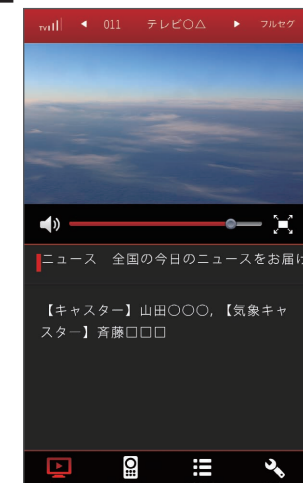 TV ◀ 011 テレビ○△ ▶ フルセグ
ニュース　全国の今日のニュースをお届け
【キャスター】山田○○○,【気象キャ
スター】斉藤□□□